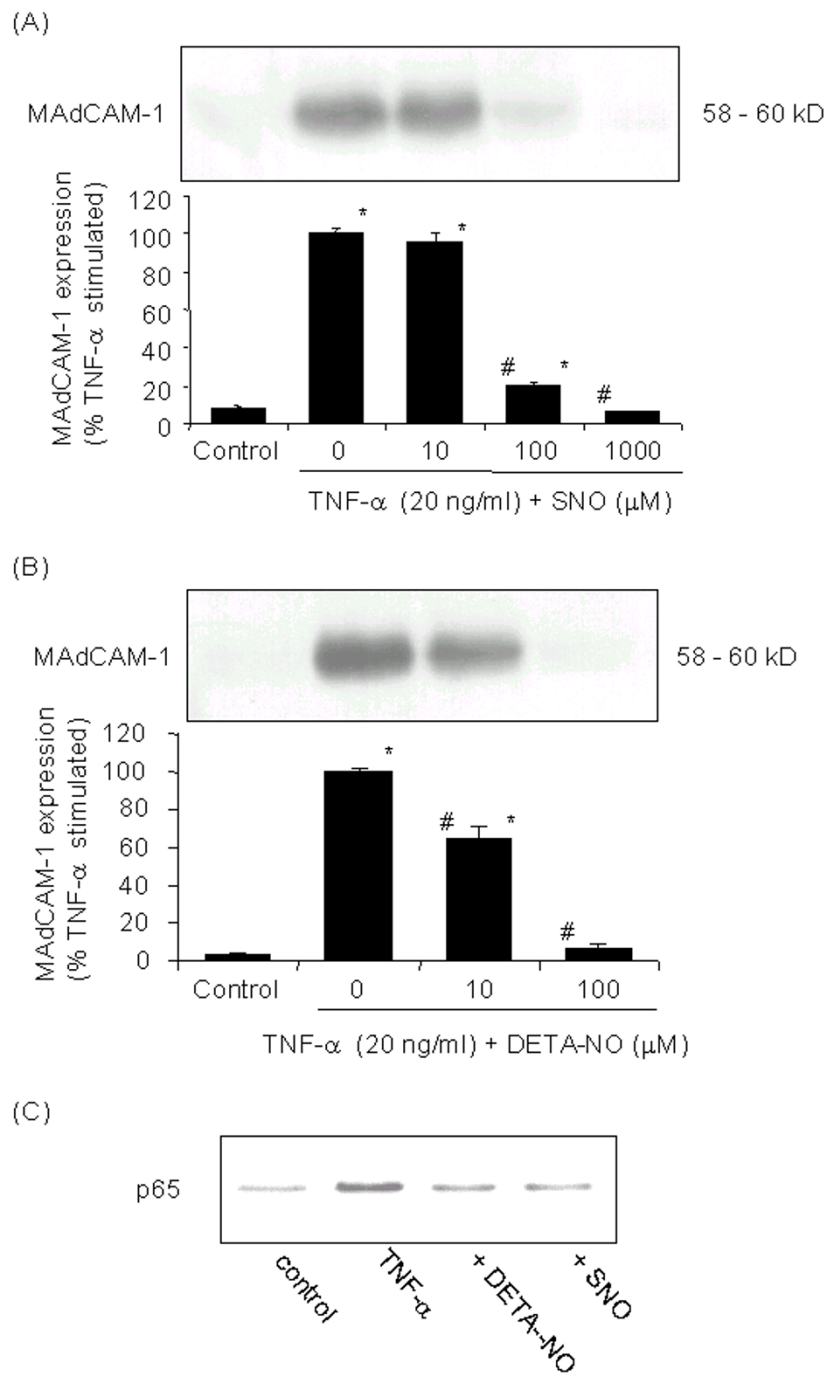 (A)
MAdCAM-1
58 - 60 kD
MAdCAM-1 expression
(% TNF-α stimulated)
120
100
80
60
40
20
0
*
*
# *
#
Control 0 10 100 1000
TNF-α (20 ng/ml) + SNO (µM)
(B)
MAdCAM-1
58 - 60 kD
MAdCAM-1 expression
(% TNF-α stimulated)
120
100
80
60
40
20
0
*
# *
#
Control 0 10 100
TNF-α (20 ng/ml) + DETA-NO (µM)
(C)
p65
control
TNF-α
+ DETA--NO
+ SNO